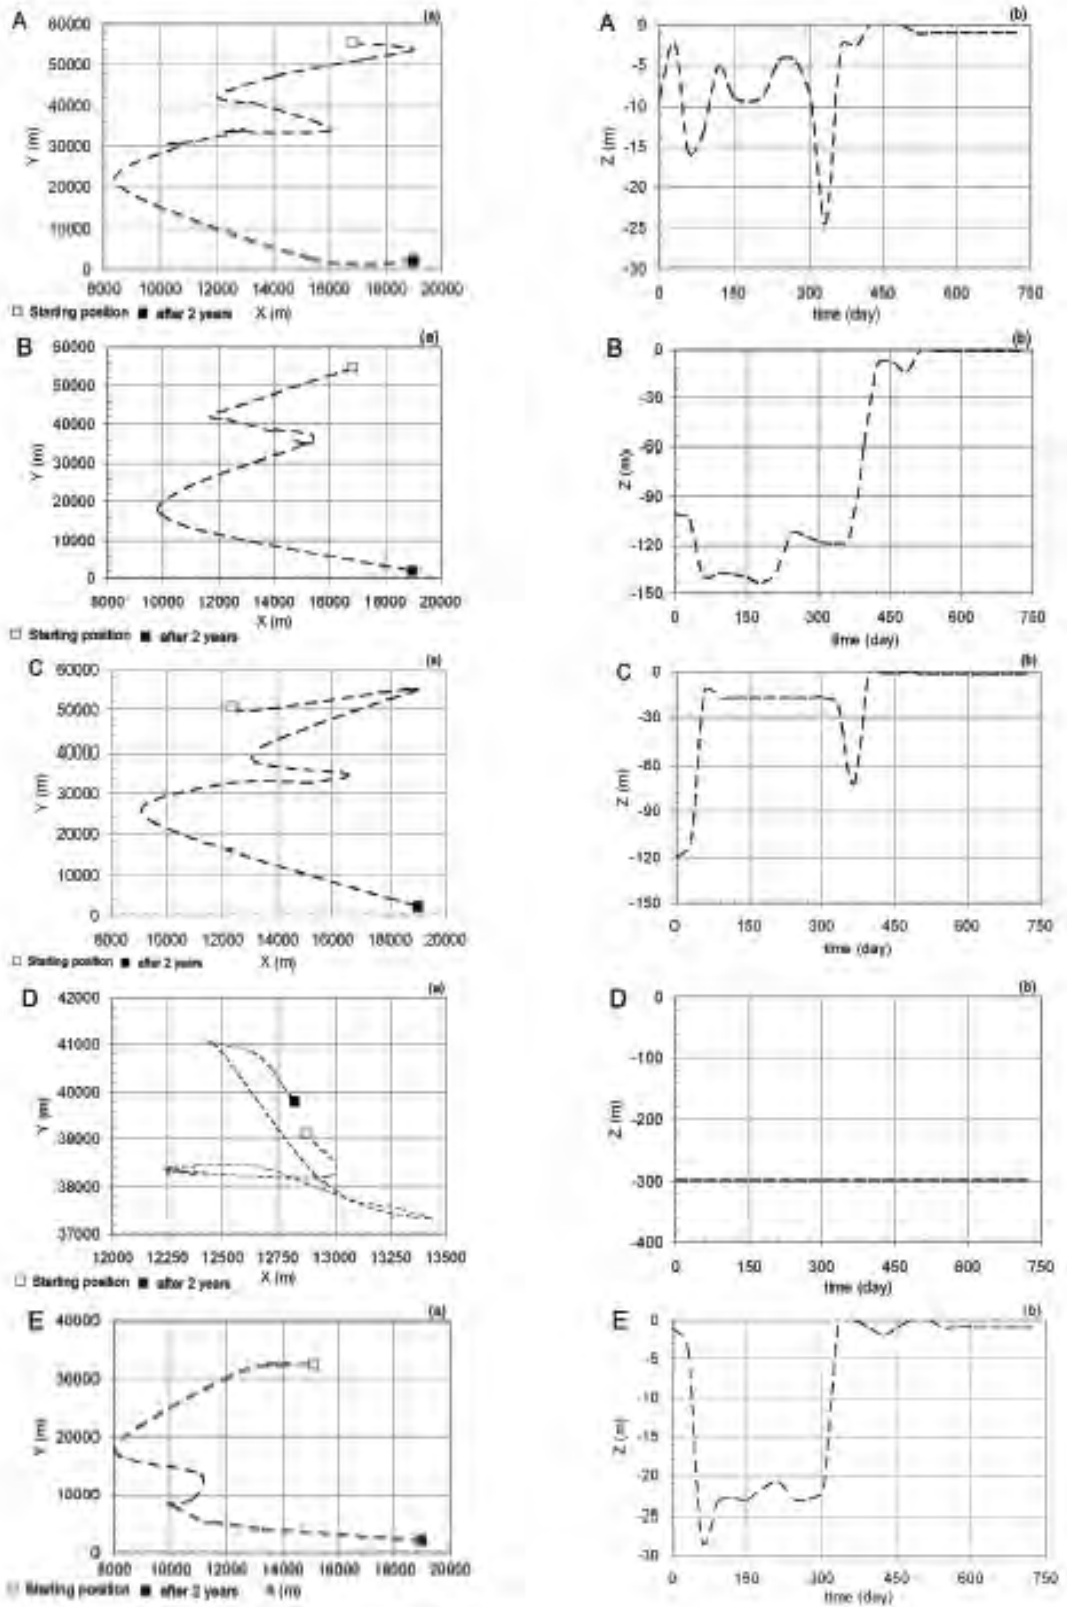 A
(a)
60000
50000
40000
30000
20000
10000
0
Y (m)
8000 10000 12000 14000 16000 18000 20000
□ Starting position ■ after 2 years X (m)
A
(b)
0
-5
-10
-15
-20
-25
-30
Z (m)
0 150 300 450 600 750
time (day)
B
(a)
60000
50000
40000
30000
20000
10000
0
Y (m)
8000 10000 12000 14000 16000 18000 20000
X (m)
□ Starting position ■ after 2 years
B
(b)
0
-30
-60
-90
-120
-150
Z (m)
0 150 300 450 600 750
time (day)
C
(a)
60000
50000
40000
30000
20000
10000
0
Y (m)
8000 10000 12000 14000 16000 18000 20000
□ Starting position ■ after 2 years X (m)
C
(b)
0
-30
-60
-90
-120
-150
Z (m)
0 150 300 450 600 750
time (day)
D
(a)
42000
41000
40000
39000
38000
37000
Y (m)
12000 12250 12500 12750 13000 13250 13500
□ Starting position ■ after 2 years X (m)
D
(b)
0
-100
-200
-300
-400
Z (m)
0 150 300 450 600 750
time (day)
E
(a)
40000
30000
20000
10000
0
Y (m)
8000 10000 12000 14000 16000 18000 20000
□ Starting position ■ after 2 years X (m)
E
(b)
0
-5
-10
-15
-20
-25
-30
Z (m)
0 150 300 450 600 750
time (day)